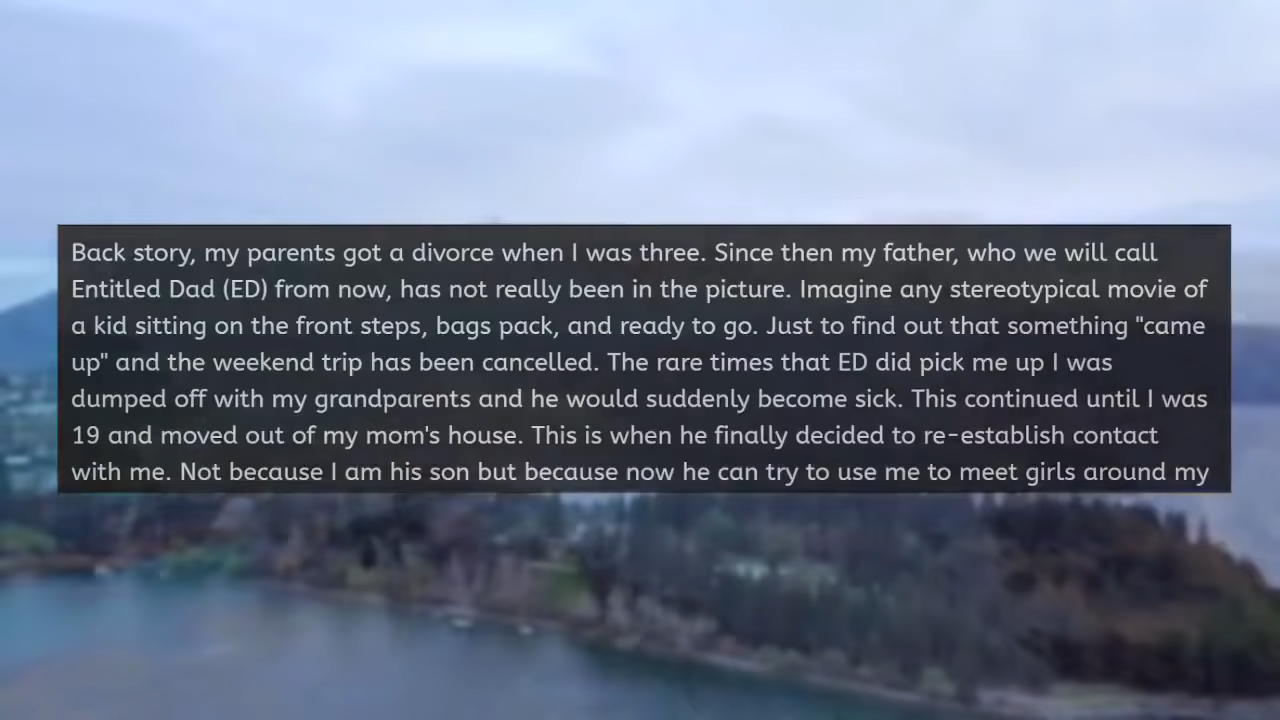 Back story, my parents got a divorce when I was three. Since then my father, who we will call
Entitled Dad (ED) from now, has not really been in the picture. Imagine any stereotypical movie of
a kid sitting on the front steps, bags pack, and ready to go. Just to find out that something "came
up" and the weekend trip has been cancelled. The rare times that ED did pick me up I was
dumped off with my grandparents and he would suddenly become sick. This continued until I was
19 and moved out of my mom's house. This is when he finally decided to re-establish contact
with me. Not because I am his son but because now he can try to use me to meet girls around my